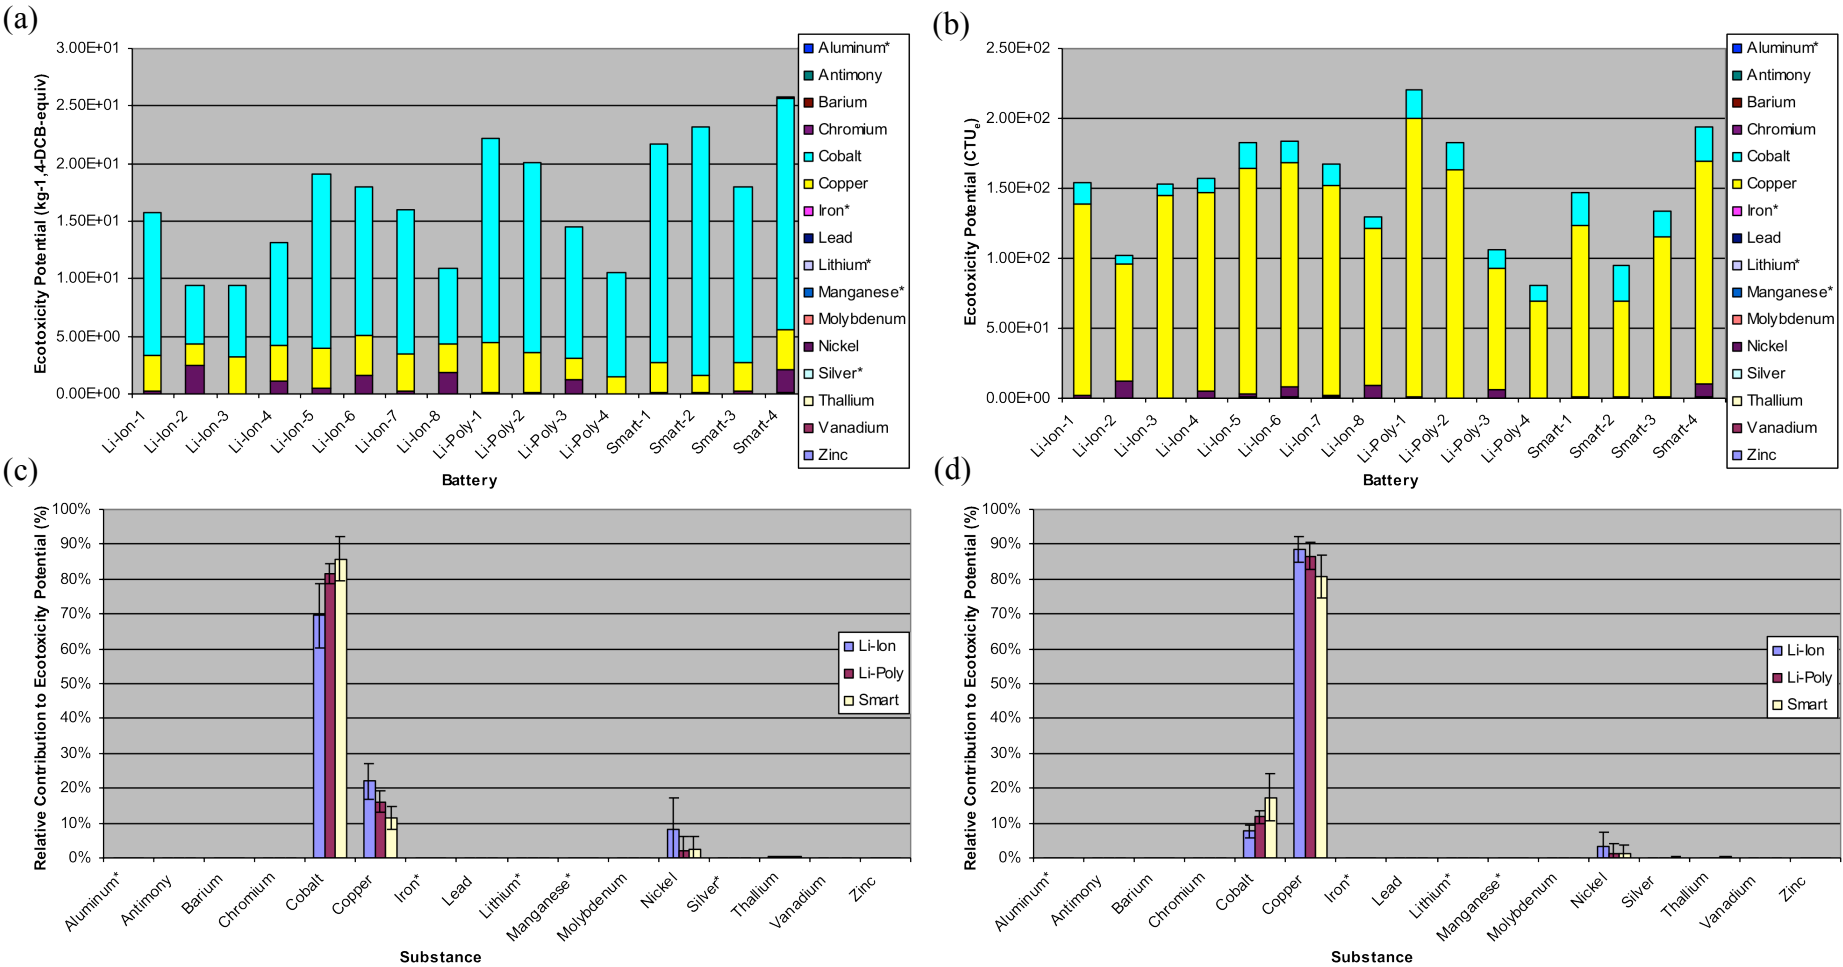 (a)
Ecotoxicity Potential (kg-1,4-DCB-equiv)
3.00E+01
2.50E+01
2.00E+01
1.50E+01
1.00E+01
5.00E+00
0.00E+00
Li-Ion-1
Li-Ion-2
Li-Ion-3
Li-Ion-4
Li-Ion-5
Li-Ion-6
Li-Ion-7
Li-Ion-8
Li-Poly-1
Li-Poly-2
Li-Poly-3
Li-Poly-4
Smart-1
Smart-2
Smart-3
Smart-4
Battery
Aluminum*
Antimony
Barium
Chromium
Cobalt
Copper
Iron*
Lead
Lithium*
Manganese*
Molybdenum
Nickel
Silver*
Thallium
Vanadium
Zinc
(b)
Ecotoxicity Potential (CTUe)
2.50E+02
2.00E+02
1.50E+02
1.00E+02
5.00E+01
0.00E+00
Li-Ion-1
Li-Ion-2
Li-Ion-3
Li-Ion-4
Li-Ion-5
Li-Ion-6
Li-Ion-7
Li-Ion-8
Li-Poly-1
Li-Poly-2
Li-Poly-3
Li-Poly-4
Smart-1
Smart-2
Smart-3
Smart-4
Battery
Aluminum*
Antimony
Barium
Chromium
Cobalt
Copper
Iron*
Lead
Lithium*
Manganese*
Molybdenum
Nickel
Silver
Thallium
Vanadium
Zinc
(c)
Relative Contribution to Ecotoxicity Potential (%)
100%
90%
80%
70%
60%
50%
40%
30%
20%
10%
0%
Aluminum*
Antimony
Barium
Chromium
Cobalt
Copper
Iron*
Lead
Lithium*
Manganese*
Molybdenum
Nickel
Silver*
Thallium
Vanadium
Zinc
Substance
Li-Ion
Li-Poly
Smart
(d)
Relative Contribution to Ecotoxicity Potential (%)
100%
90%
80%
70%
60%
50%
40%
30%
20%
10%
0%
Aluminum*
Antimony
Barium
Chromium
Cobalt
Copper
Iron*
Lead
Lithium*
Manganese*
Molybdenum
Nickel
Silver
Thallium
Vanadium
Zinc
Substance
Li-Ion
Li-Poly
Smart